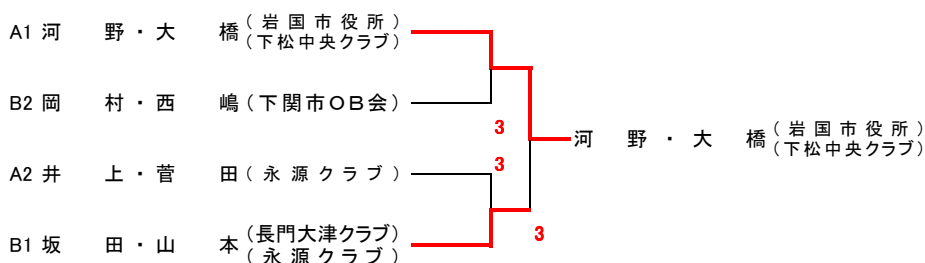 A1 河 野・大 橋 (岩国市役所)
(下松中央クラブ)
B2 岡 村・西 嶋 (下関市OB会)
3
河 野・大 橋 (岩国市役所)
(下松中央クラブ)
3
A2 井 上・菅 田 (永源クラブ)
3
B1 坂 田・山 本 (長門大津クラブ)
(永源クラブ)